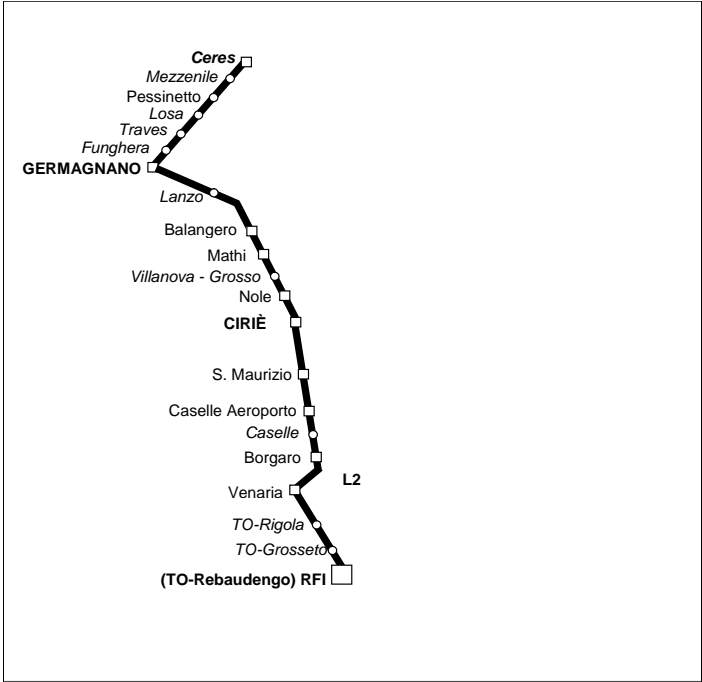 Ceres
Mezzenile
Pessinetto
Losa
Traves
Funghera
GERMAGNANO
Lanzo
Balangero
Mathi
Villanova - Grosso
Nole
CIRIÈ
S. Maurizio
Caselle Aeroporto
Caselle
Borgaro
L2
Venaria
TO-Rigola
TO-Grosseto
(TO-Rebaudengo) RFI